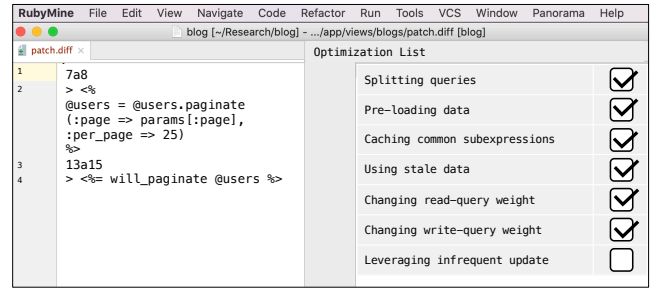 RubyMine File Edit View Navigate Code Refactor Run Tools VCS Window Panorama Help
blog [~/Research/blog] - .../app/views/blogs/patch.diff [blog]
patch.diff ×
1 7a8
2 > <%
@users = @users.paginate
(:page => params[:page],
:per_page => 25)
%>
3 13a15
4 > <%= will_paginate @users %>
Optimization List
Splitting queries
Pre-loading data
Caching common subexpressions
Using stale data
Changing read-query weight
Changing write-query weight
Leveraging infrequent update